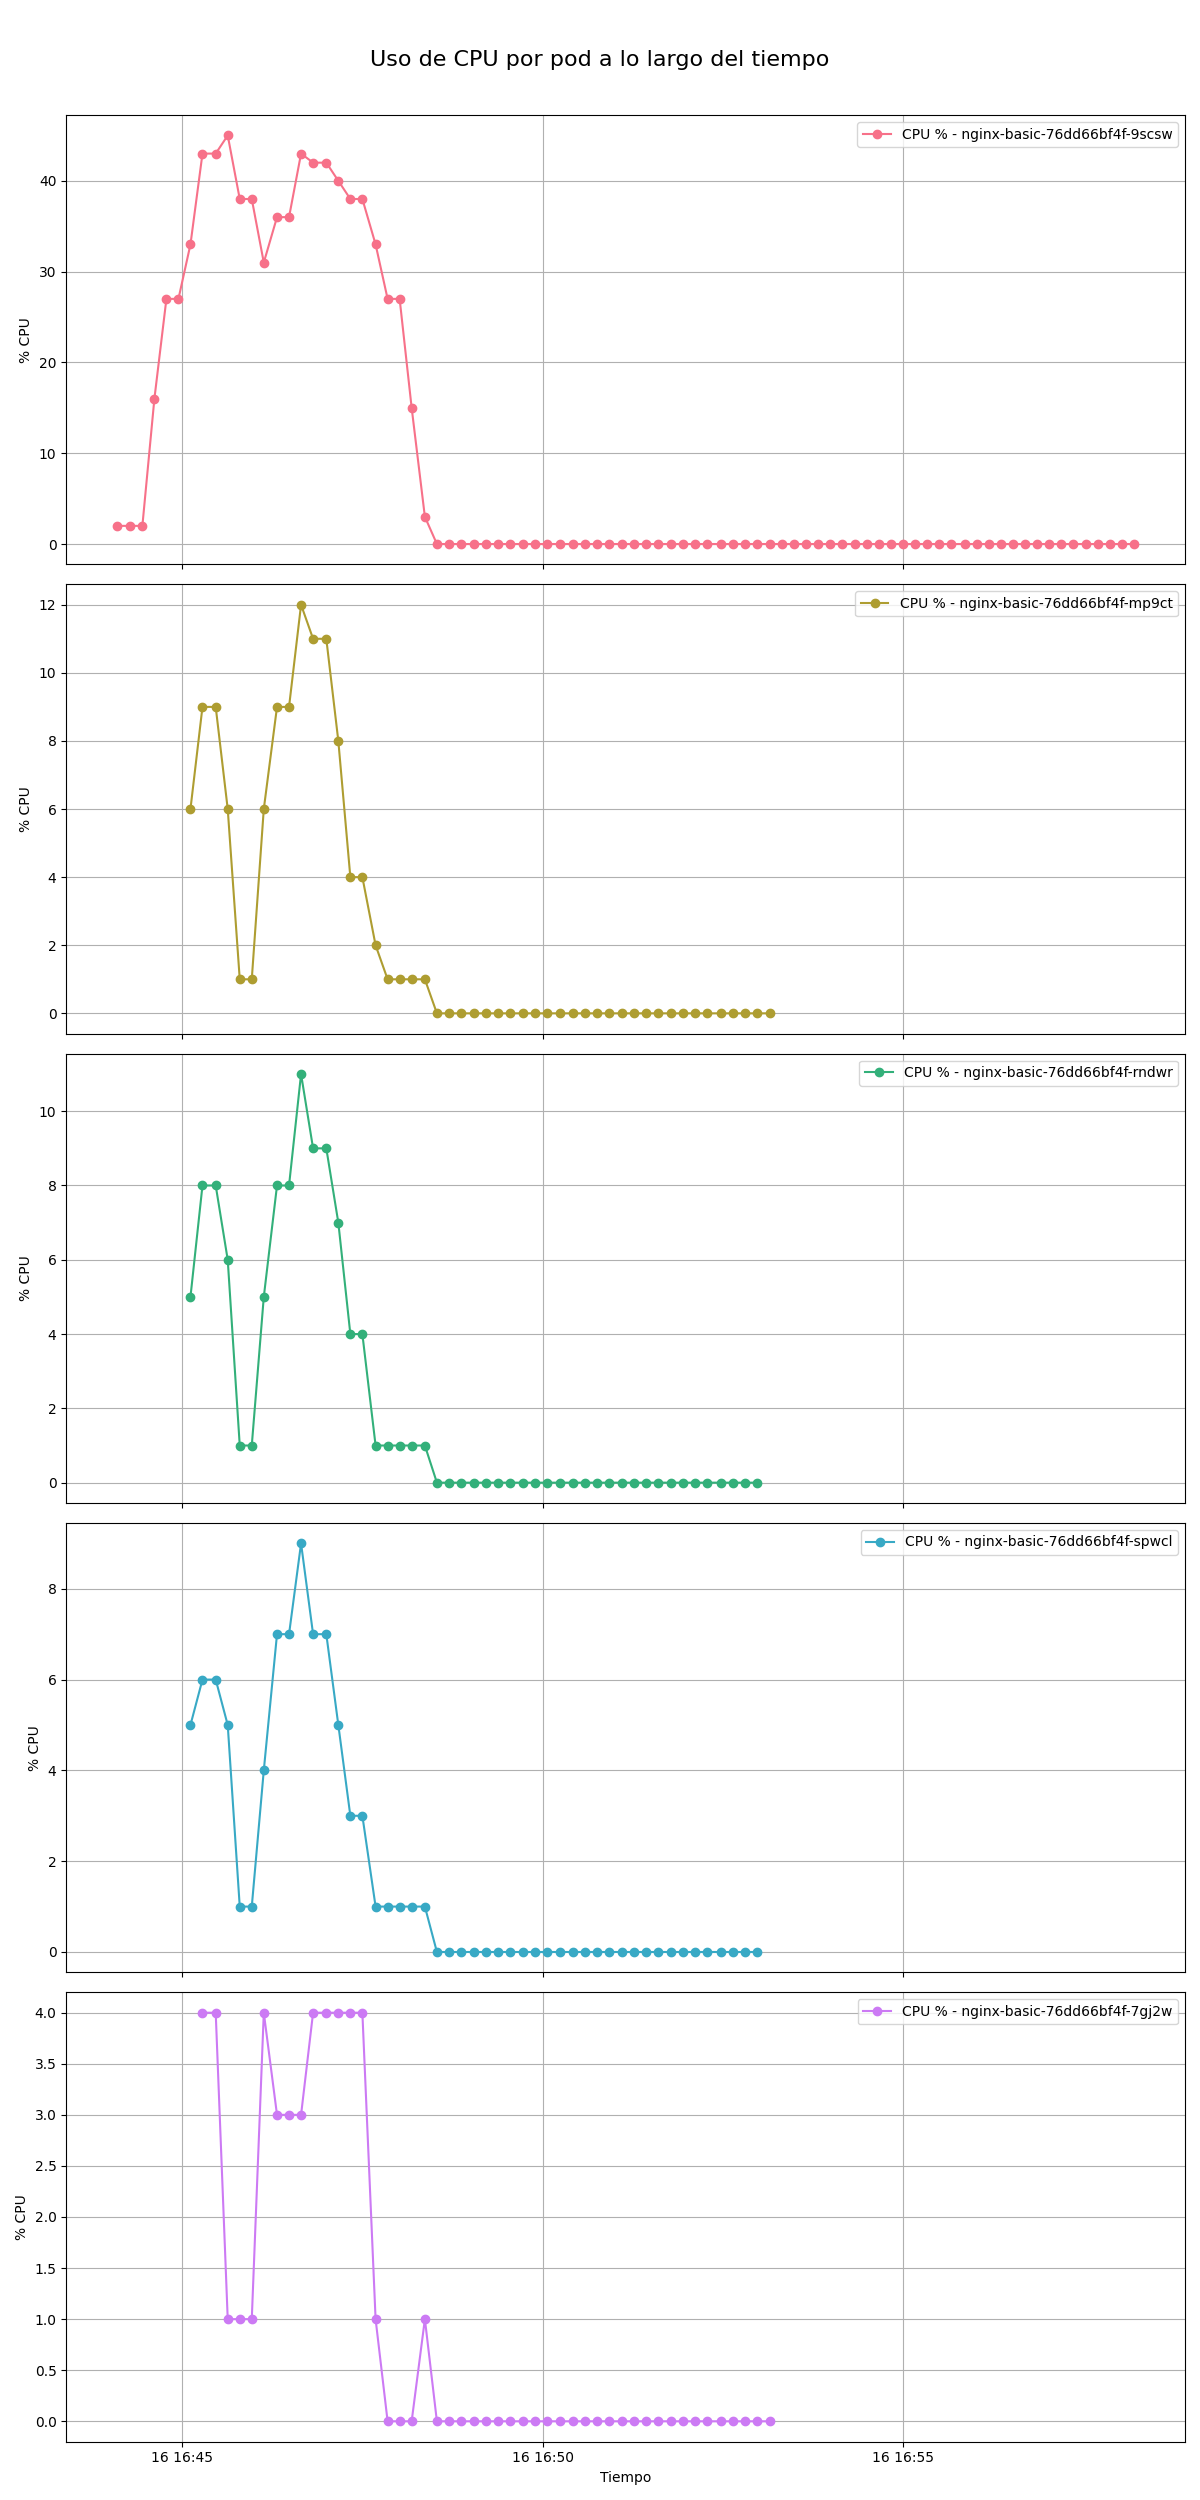 Uso de CPU por pod a lo largo del tiempo
CPU % - nginx-basic-76dd66bf4f-9scsw
40
30
20
10
0
% CPU
CPU % - nginx-basic-76dd66bf4f-mp9ct
12
10
8
6
4
2
0
% CPU
CPU % - nginx-basic-76dd66bf4f-rndwr
10
8
6
4
2
0
% CPU
CPU % - nginx-basic-76dd66bf4f-spwcl
8
6
4
2
0
% CPU
CPU % - nginx-basic-76dd66bf4f-7gj2w
4.0
3.5
3.0
2.5
2.0
1.5
1.0
0.5
0.0
% CPU
16 16:45 16 16:50 16 16:55
Tiempo